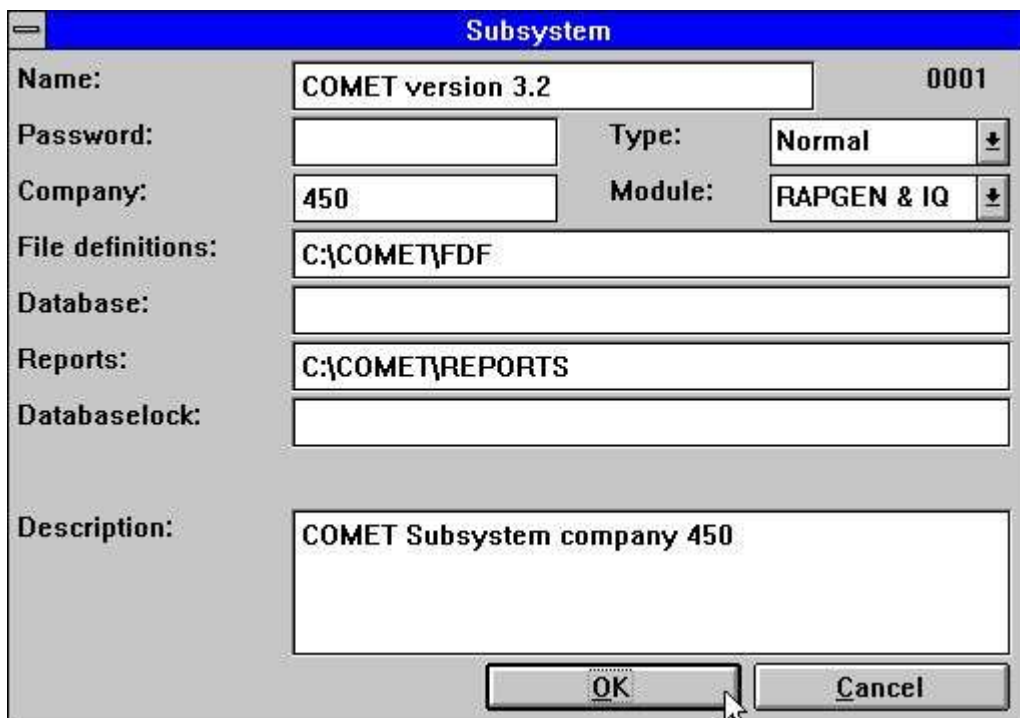 Subsystem
Name: COMET version 3.2 0001
Password: Type: Normal
Company: 450 Module: RAPGEN & IQ
File definitions: C:\COMET\FDF
Database:
Reports: C:\COMET\REPORTS
Databaselock:
Description: COMET Subsystem company 450
OK Cancel